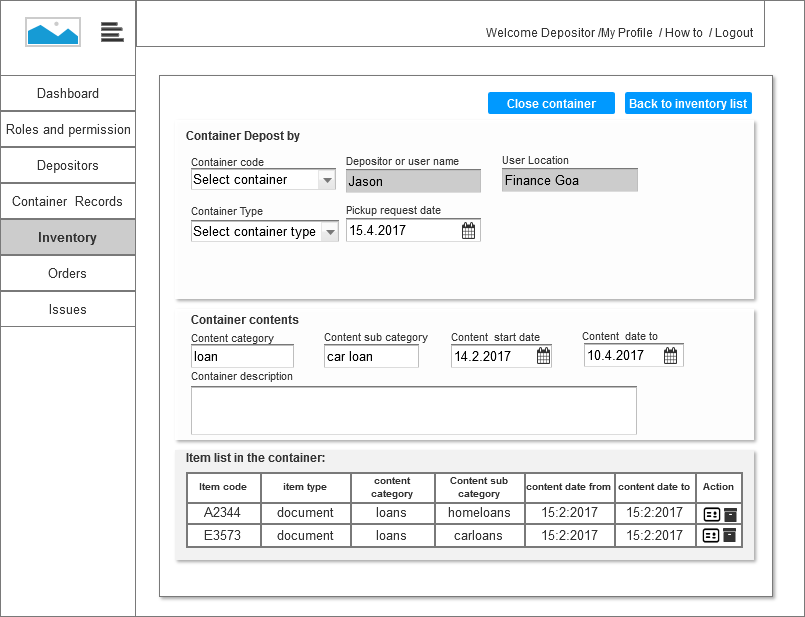 Welcome Depositor /My Profile / How to / Logout
Dashboard
Roles and permission
Depositors
Container Records
Inventory
Orders
Issues
Close container
Back to inventory list
Container Depost by
Container code
Depositor or user name
User Location
Select container
Jason
Finance Goa
Container Type
Pickup request date
Select container type
15.4.2017
Container contents
Content category
Content sub category
Content start date
Content date to
loan
car loan
14.2.2017
10.4.2017
Container description
Item list in the container:
Item code
item type
content
category
Content sub
category
content date from
content date to
Action
A2344
document
loans
homeloans
15:2:2017
15:2:2017
E3573
document
loans
carloans
15:2:2017
15:2:2017